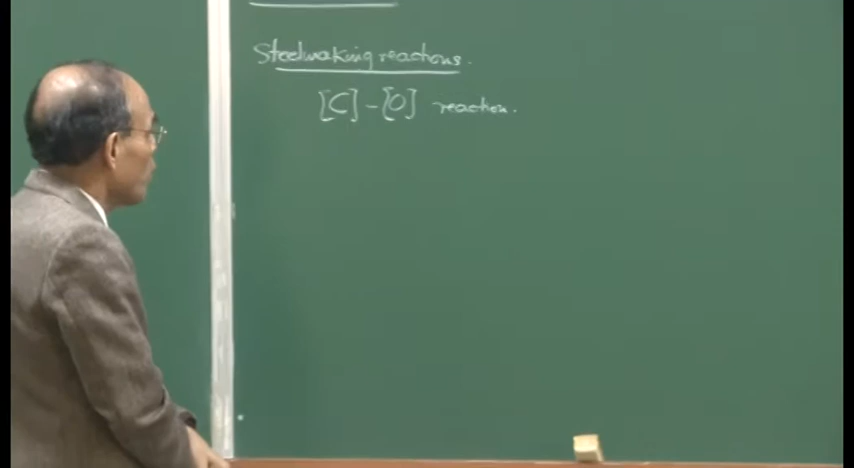 Steelmaking reactions.
[C] - [O] reaction.